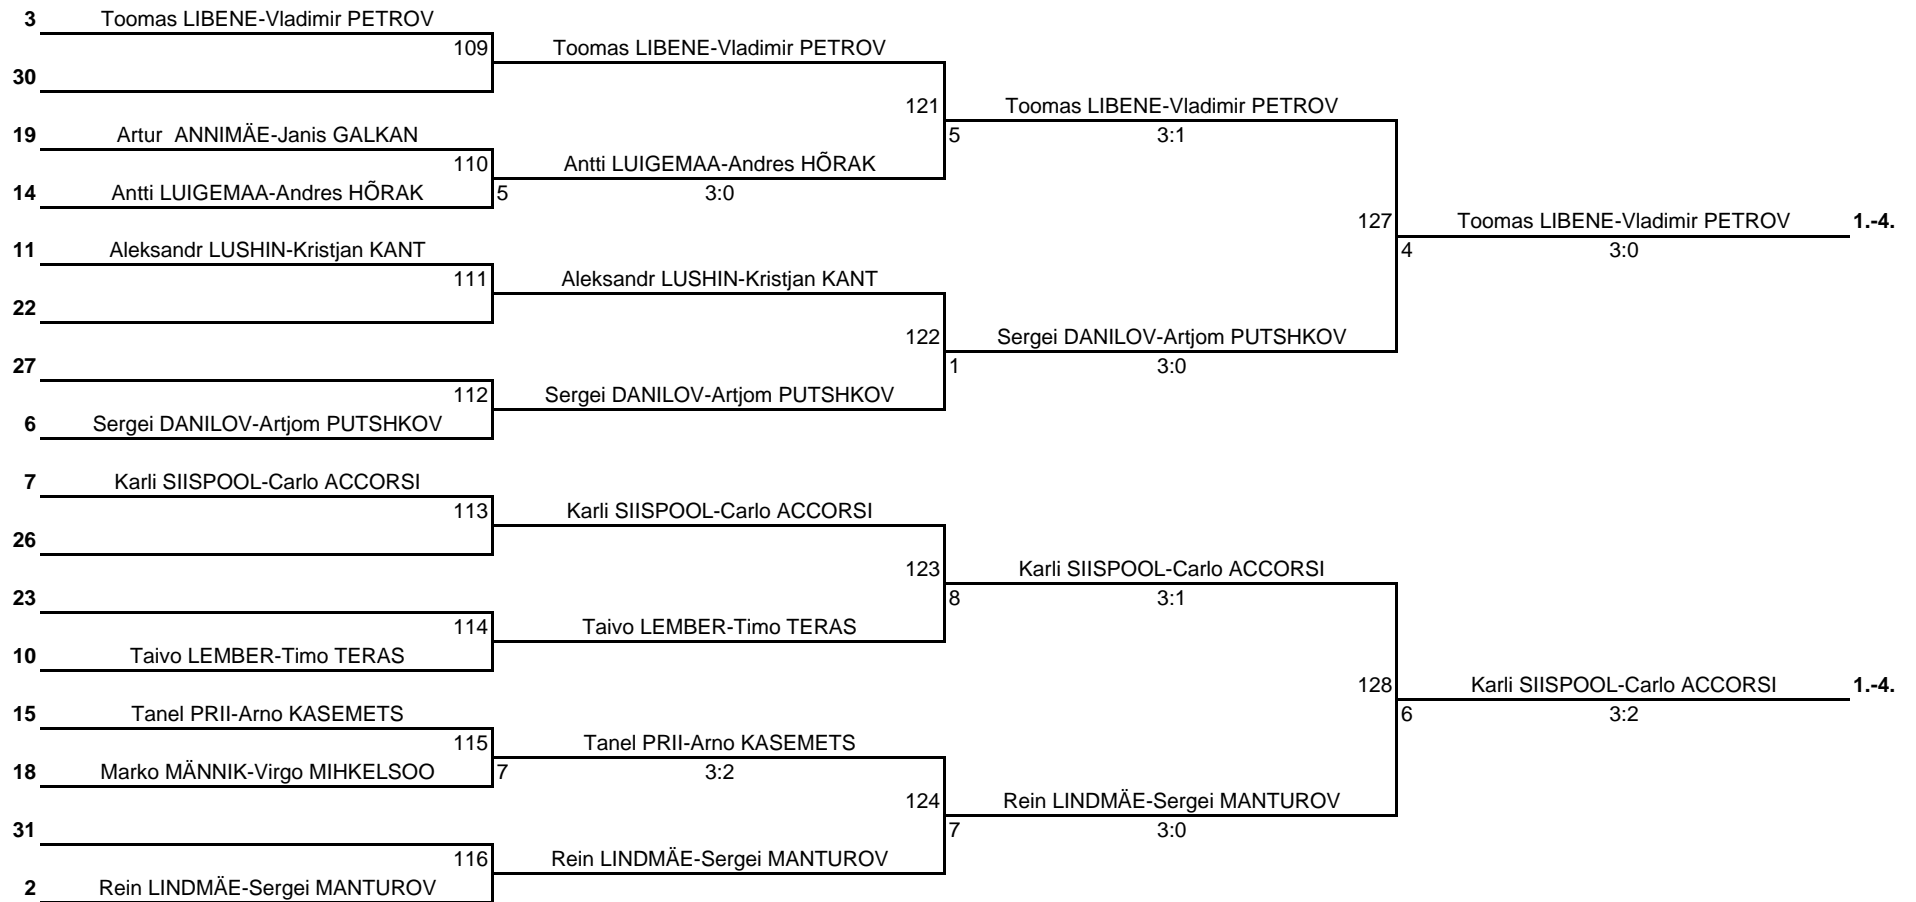 3 Toomas LIBENE-Vladimir PETROV
109 Toomas LIBENE-Vladimir PETROV
30
121 Toomas LIBENE-Vladimir PETROV
19 Artur  ANNIMÄE-Janis GALKAN 5 3:1
110 Antti LUIGEMAA-Andres HÕRAK
14 Antti LUIGEMAA-Andres HÕRAK 5 3:0
127 Toomas LIBENE-Vladimir PETROV 1.-4.
11 Aleksandr LUSHIN-Kristjan KANT 4 3:0
111 Aleksandr LUSHIN-Kristjan KANT
22
122 Sergei DANILOV-Artjom PUTSHKOV
27 1 3:0
112 Sergei DANILOV-Artjom PUTSHKOV
6 Sergei DANILOV-Artjom PUTSHKOV
7 Karli SIISPOOL-Carlo ACCORSI
113 Karli SIISPOOL-Carlo ACCORSI
26
123 Karli SIISPOOL-Carlo ACCORSI
23 8 3:1
114 Taivo LEMBER-Timo TERAS
10 Taivo LEMBER-Timo TERAS
128 Karli SIISPOOL-Carlo ACCORSI 1.-4.
15 Tanel PRII-Arno KASEMETS 6 3:2
115 Tanel PRII-Arno KASEMETS
18 Marko MÄNNIK-Virgo MIHKELSOO 7 3:2
124 Rein LINDMÄE-Sergei MANTUROV
31 7 3:0
116 Rein LINDMÄE-Sergei MANTUROV
2 Rein LINDMÄE-Sergei MANTUROV